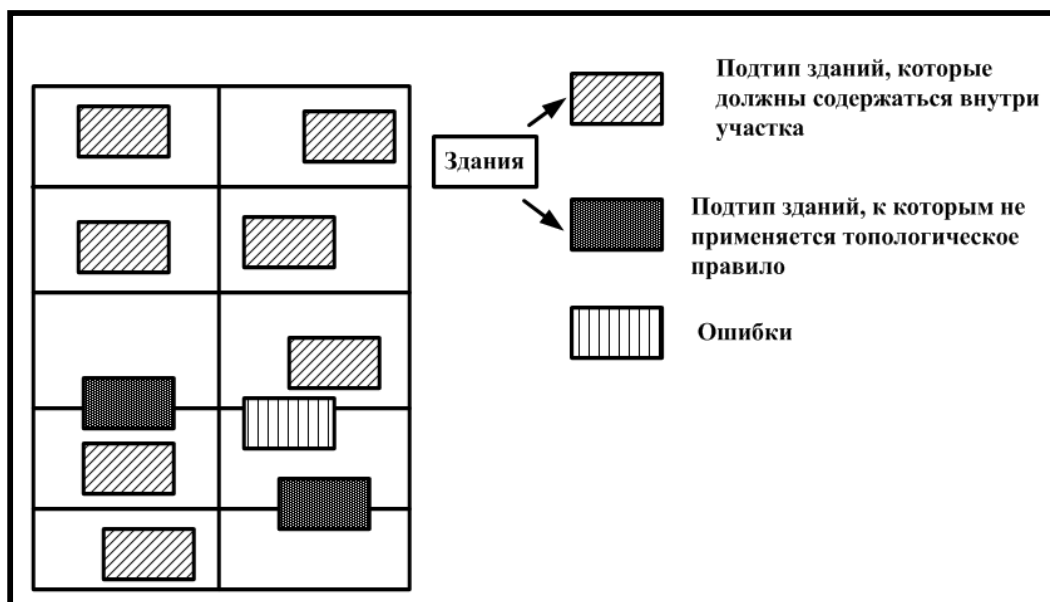 Подтип зданий, которые
должны содержаться внутри
участка
Здания
Подтип зданий, к которым не
применяется топологическое
правило
Ошибки